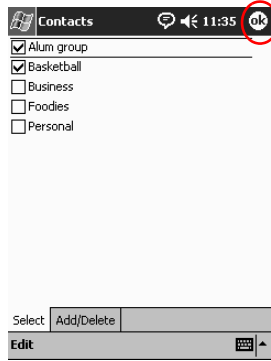 Contacts 11:35 ok
Alum group
Basketball
Business
Foodies
Personal
Select Add/Delete
Edit